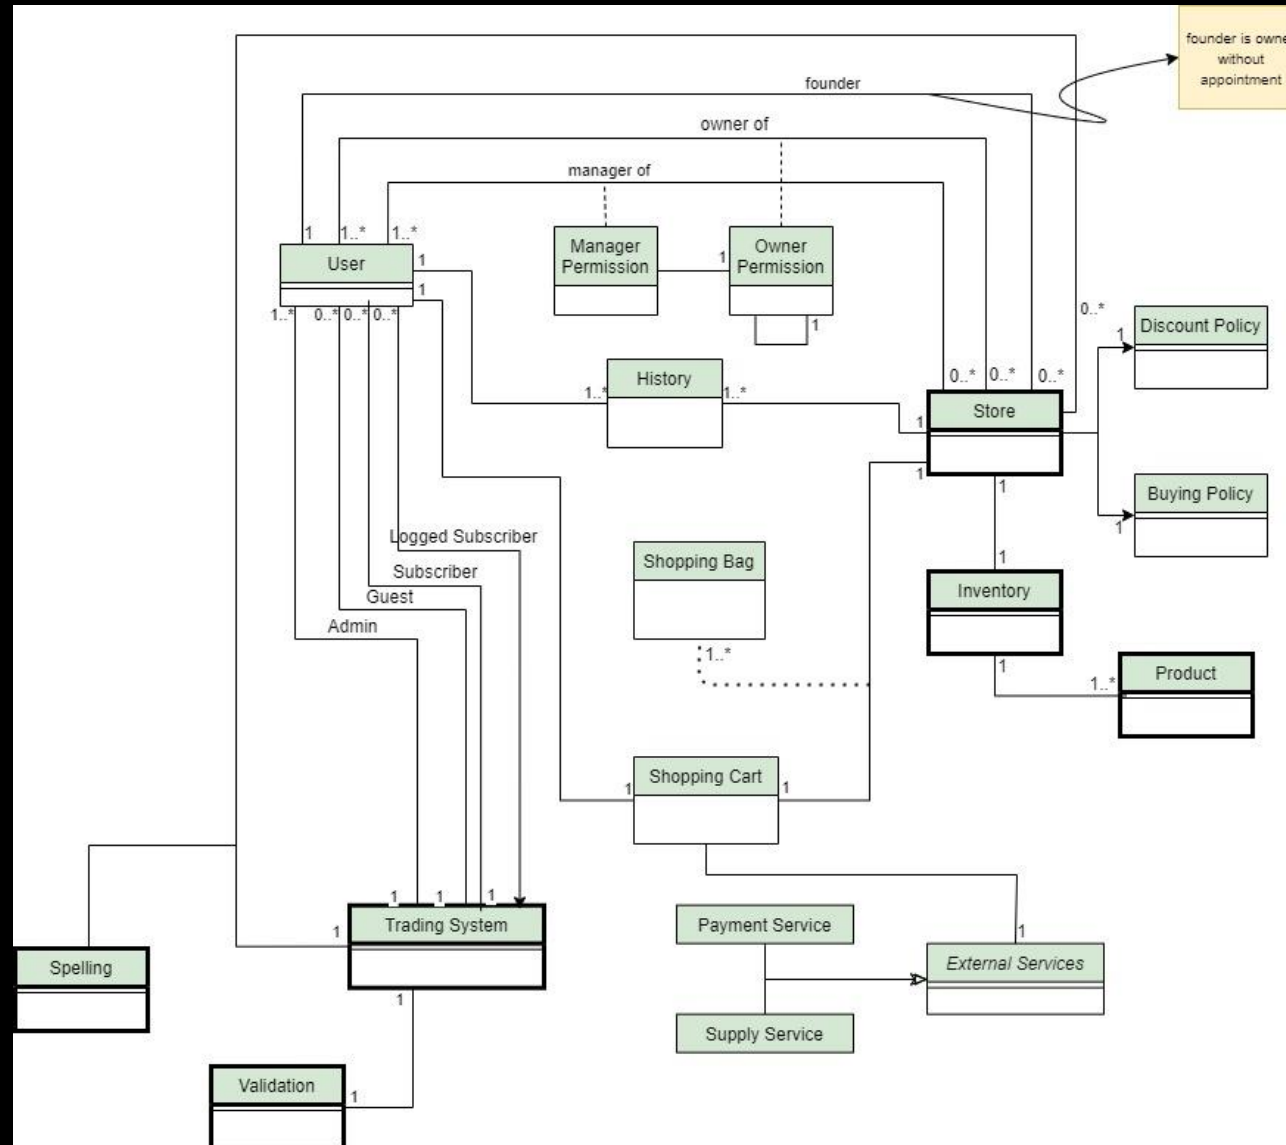 founder is owne
without
appointment
founder
owner of
manager of
1
1..*
1..*
User
1
1
Manager
Permission
1
Owner
Permission
1
1..*
0..*
0..*
0..*
0..*
1
Discount Policy
History
1..*
1..*
0..*
0..*
0..*
Store
1
1
1
1
Buying Policy
Logged Subscriber
Subscriber
Guest
Admin
Shopping Bag
1..*
1
Inventory
1
1..*
Product
Shopping Cart
1
1
1
1
1
Trading System
1
1
Payment Service
1
External Services
Supply Service
Spelling
Validation
1